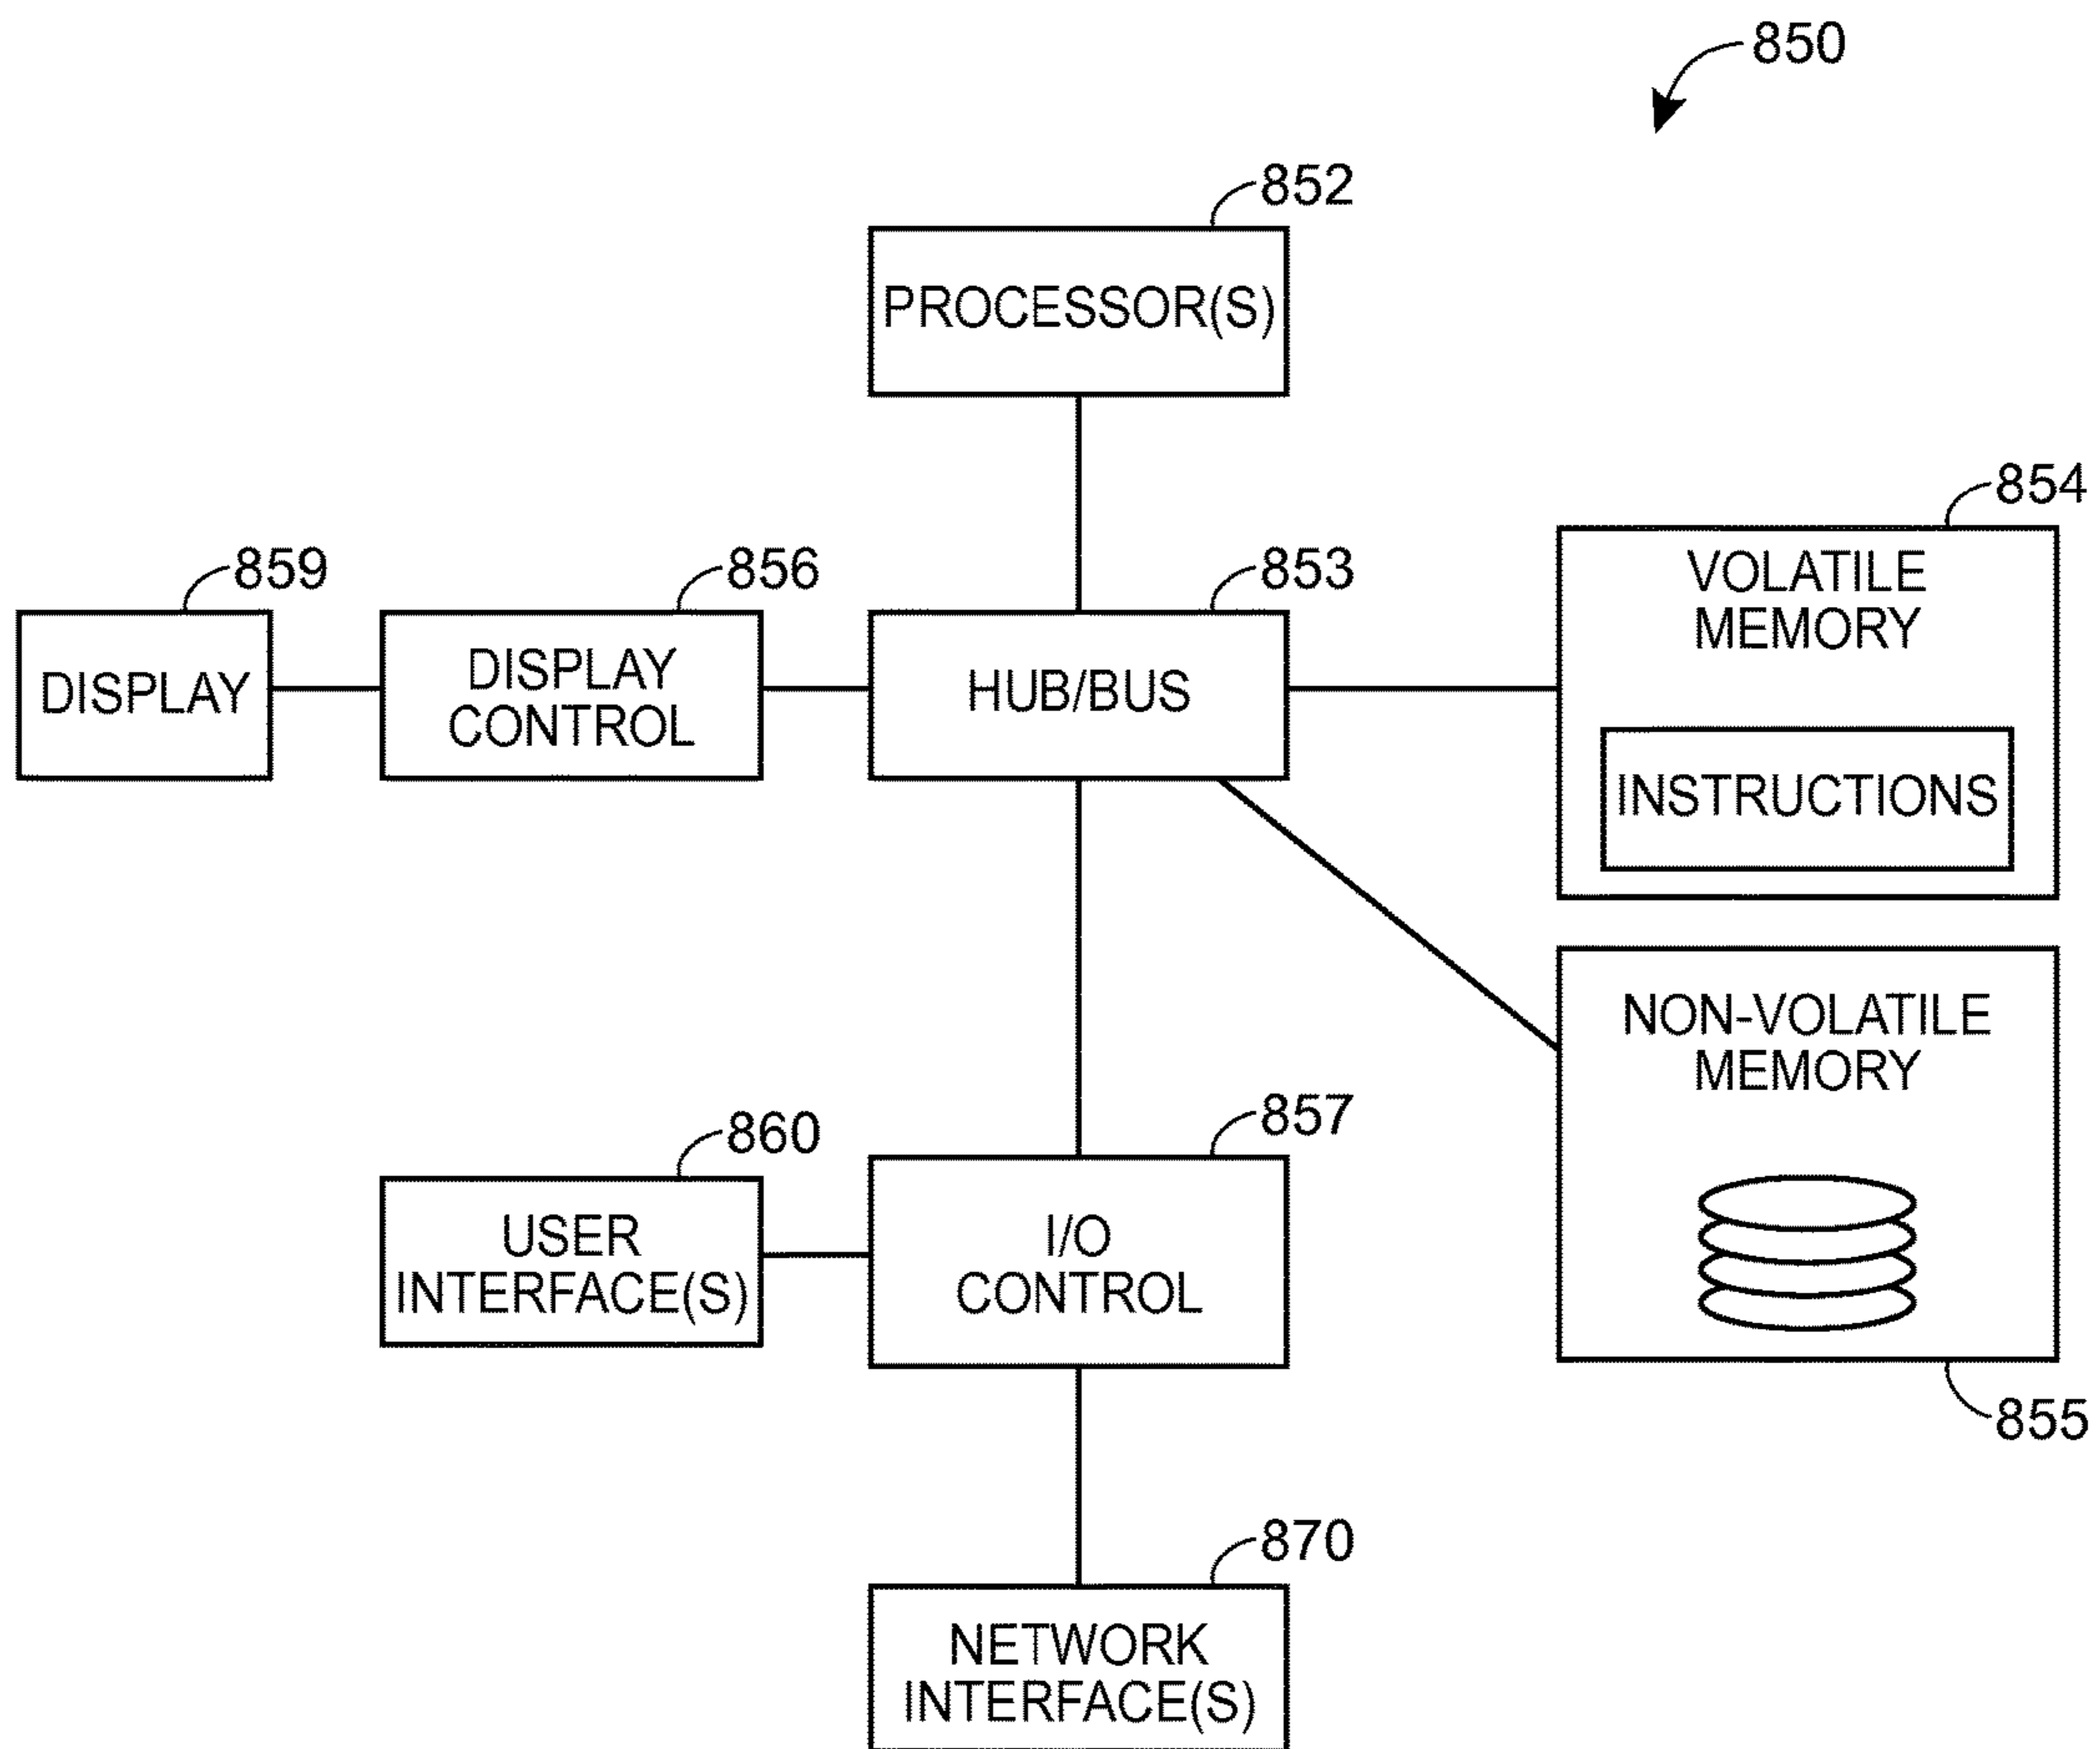 850
852
PROCESSOR(S)
854
VOLATILE
MEMORY
INSTRUCTIONS
859
DISPLAY
856
DISPLAY
CONTROL
853
HUB/BUS
NON-VOLATILE
MEMORY
855
860
USER
INTERFACE(S)
857
I/O
CONTROL
870
NETWORK
INTERFACE(S)